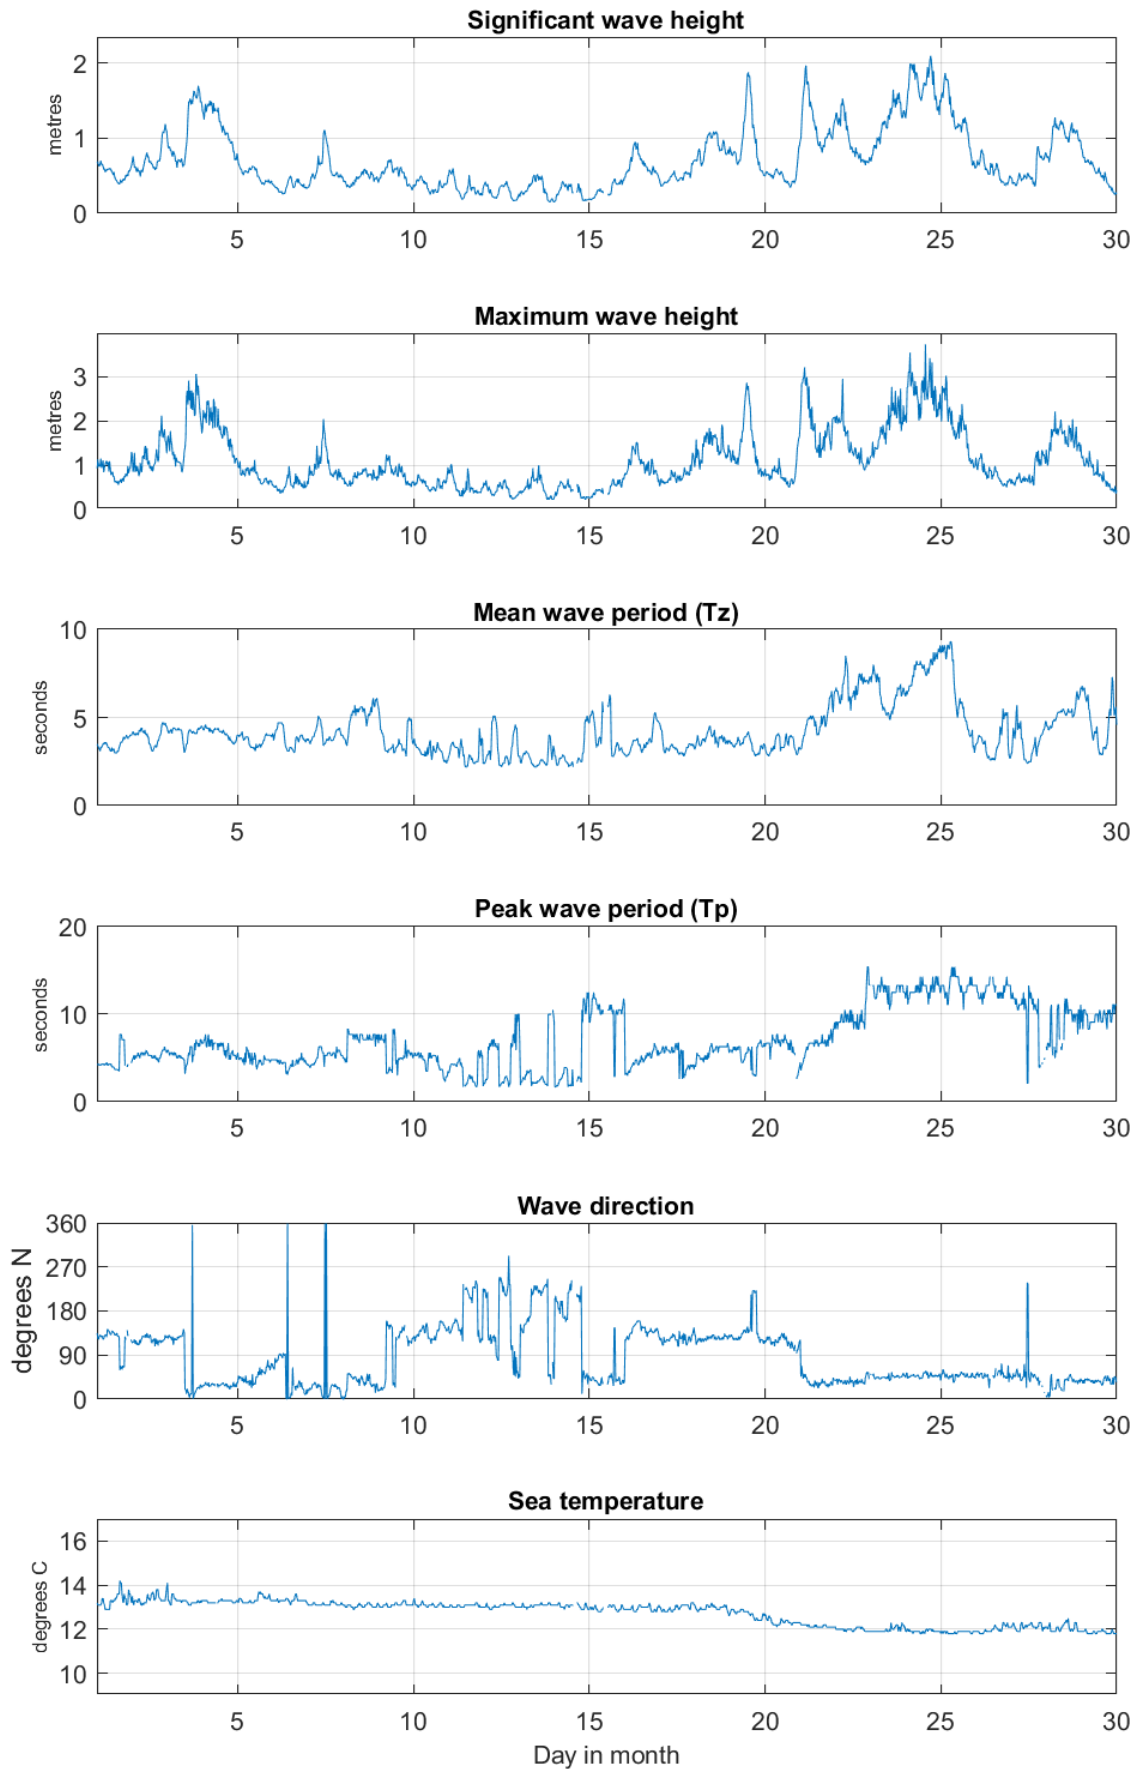 Significant wave height
metres
2
1
0
5 10 15 20 25 30
Maximum wave height
metres
3
2
1
0
5 10 15 20 25 30
Mean wave period (Tz)
seconds
10
5
0
5 10 15 20 25 30
Peak wave period (Tp)
seconds
20
10
0
5 10 15 20 25 30
Wave direction
degrees N
360
270
180
90
0
5 10 15 20 25 30
Sea temperature
degrees C
16
14
12
10
5 10 15 20 25 30
Day in month